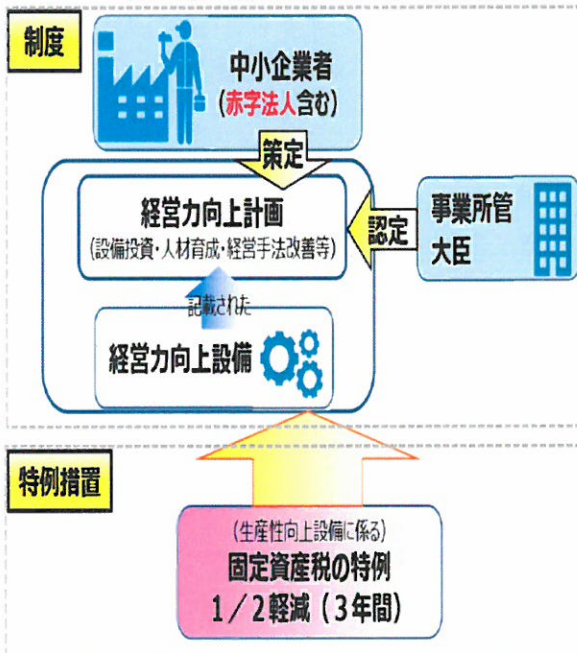 制度
中小企業者
(赤字法人含む)
策定
経営力向上計画
(設備投資・人材育成・経営手法改善等)
認定
事業所管
大臣
記載された
経営力向上設備
特例措置
(生産性向上設備に係る)
固定資産税の特例
1／2軽減（3年間）